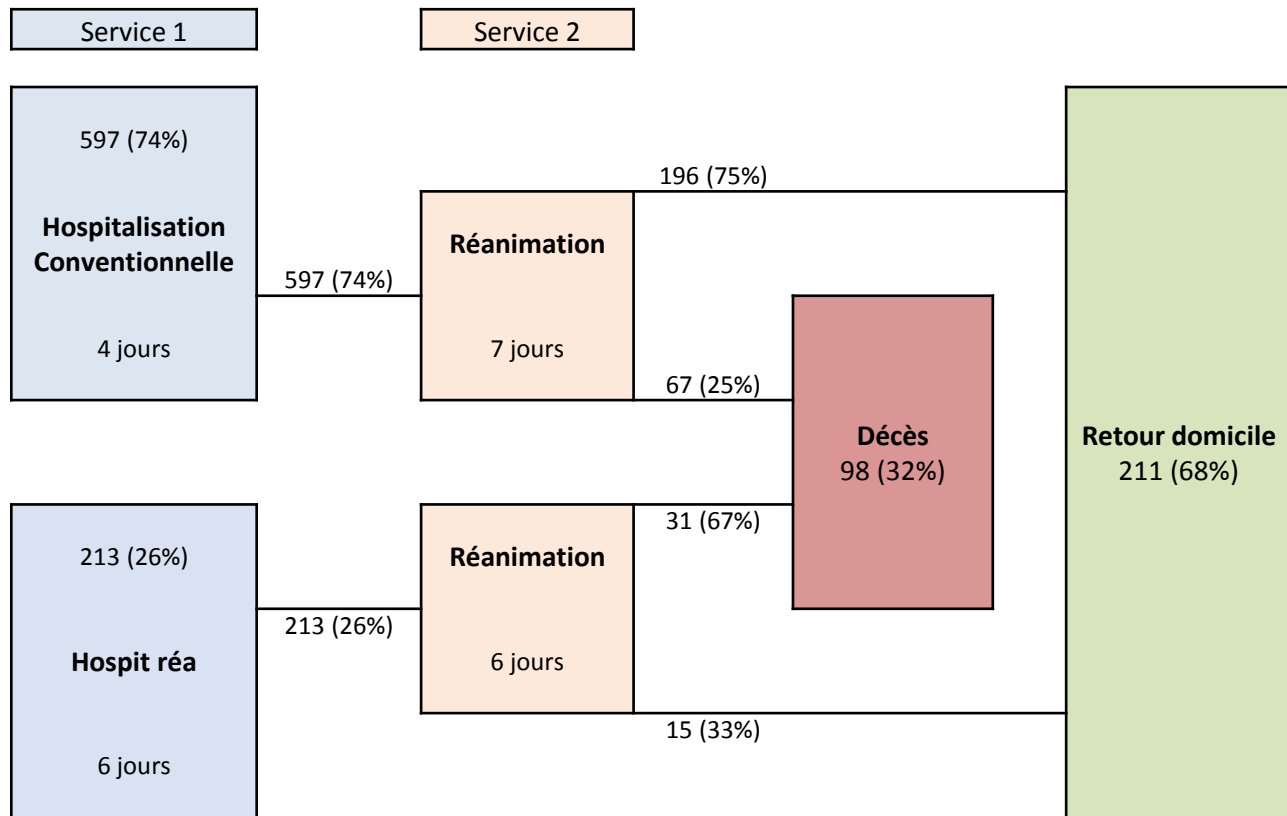 Service 1
Service 2
597 (74%)
Hospitalisation
Conventionnelle
4 jours
597 (74%)
Réanimation
7 jours
196 (75%)
67 (25%)
Décès
98 (32%)
Retour domicile
211 (68%)
213 (26%)
Hospit réa
6 jours
213 (26%)
Réanimation
6 jours
31 (67%)
15 (33%)